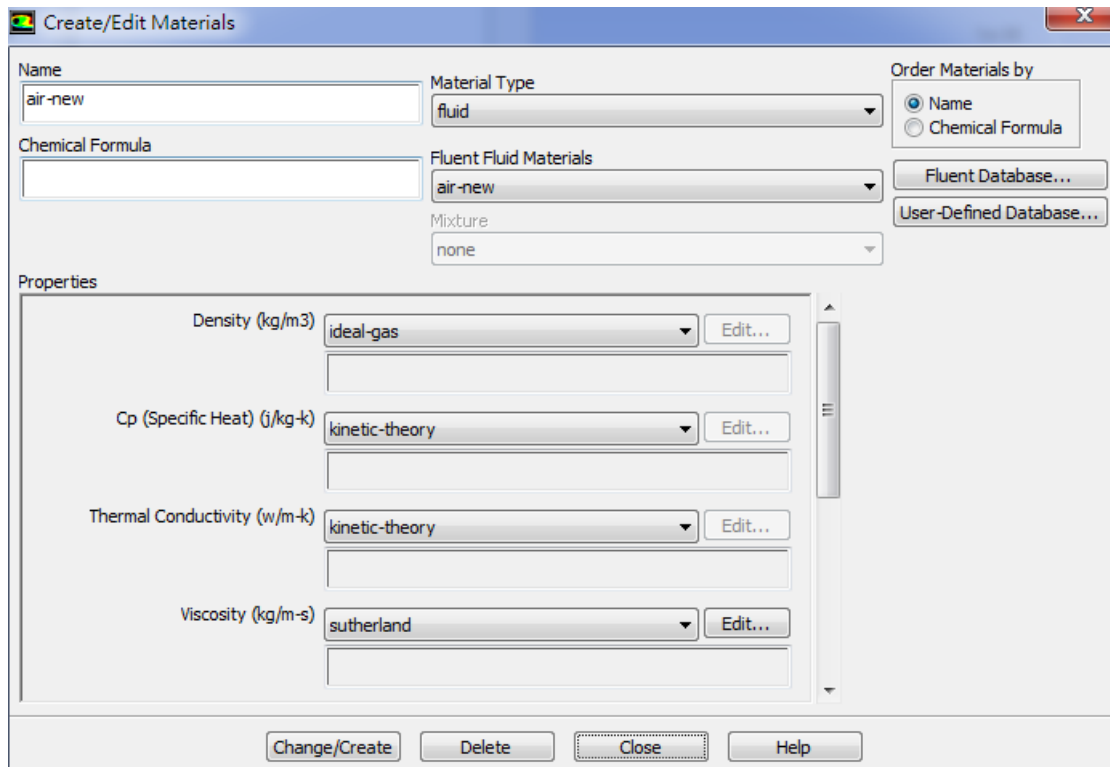 Create/Edit Materials
Name
air-new
Chemical Formula
Material Type
fluid
Fluent Fluid Materials
air-new
Mixture
none
Order Materials by
Name
Chemical Formula
Fluent Database...
User-Defined Database...
Properties
Density (kg/m3) ideal-gas Edit...
Cp (Specific Heat) (j/kg-k) kinetic-theory Edit...
Thermal Conductivity (w/m-k) kinetic-theory Edit...
Viscosity (kg/m-s) sutherland Edit...
Change/Create Delete Close Help